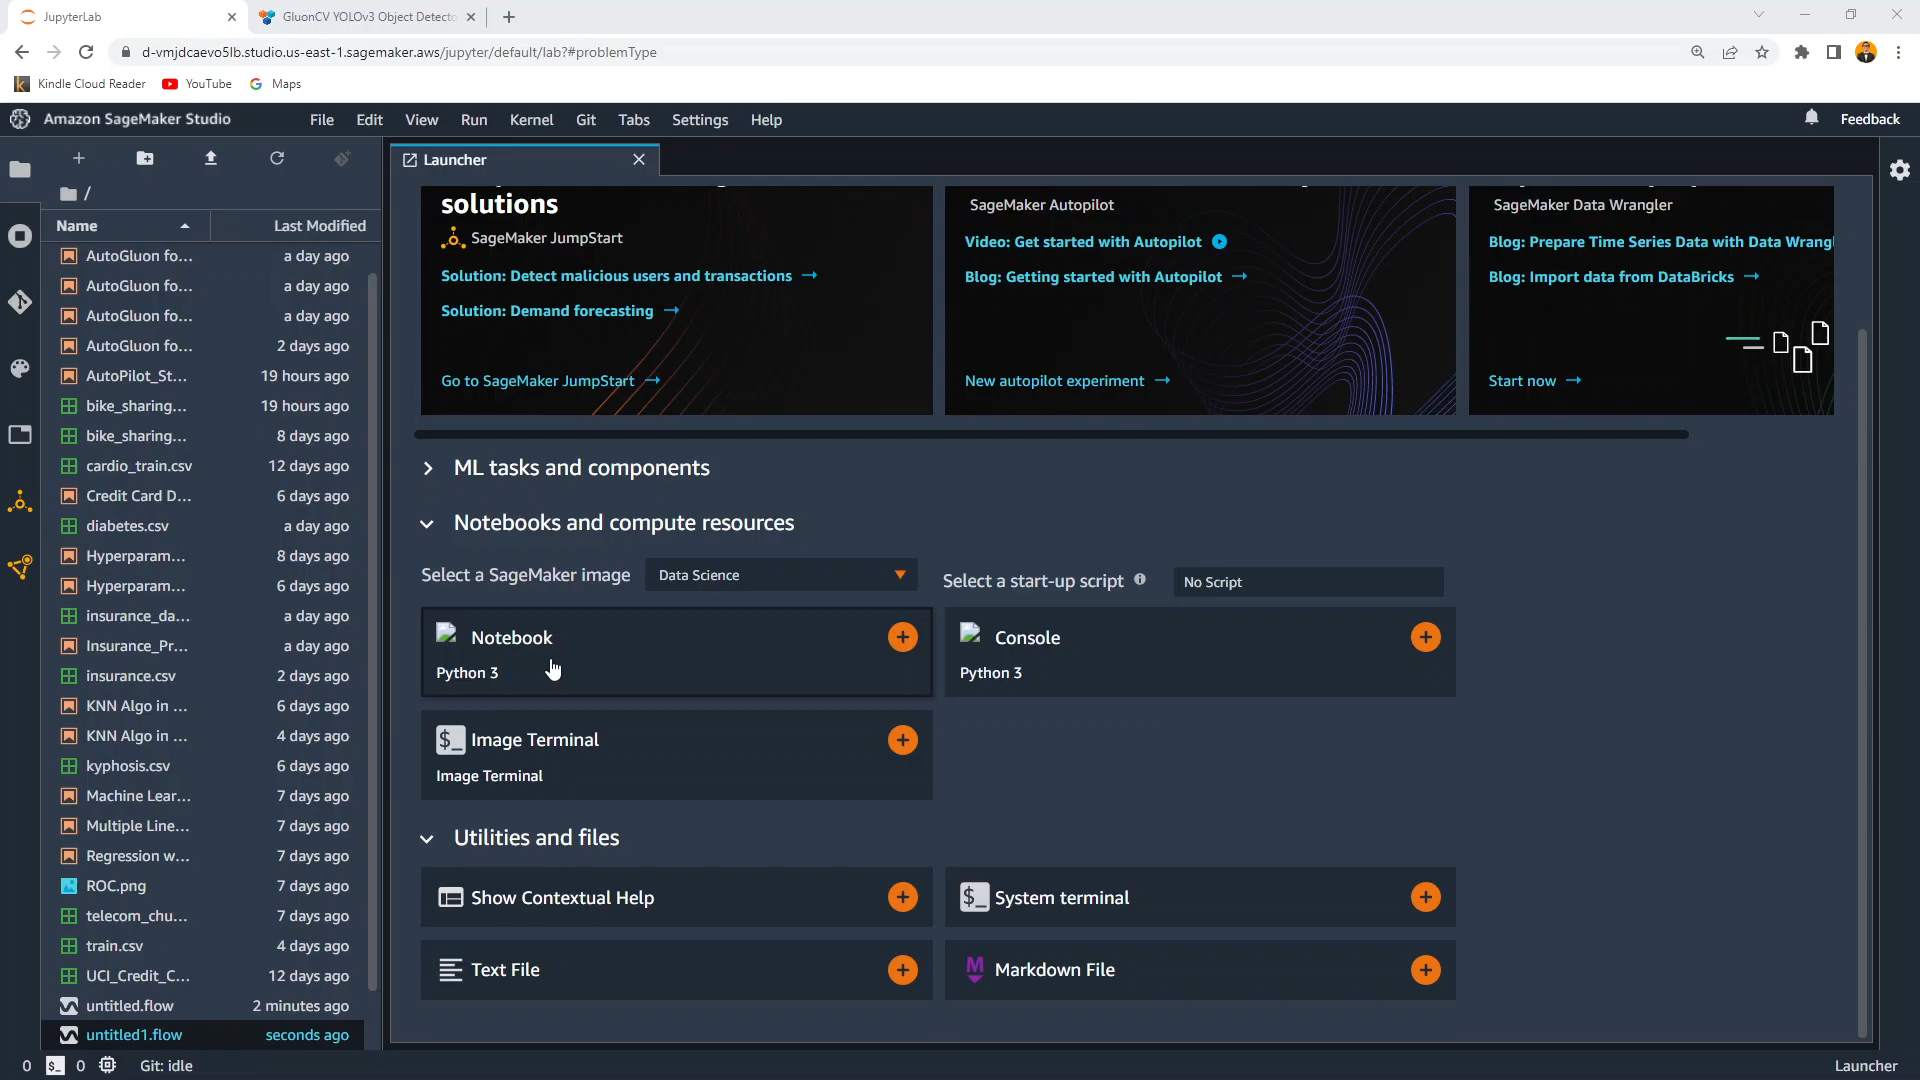 JupyterLab
GluonCV YOLOv3 Object Detecto
d-vmjdcaevo5lb.studio.us-east-1.sagemaker.aws/jupyter/default/lab?#problemType
Kindle Cloud Reader
YouTube
Maps
Amazon SageMaker Studio
File
Edit
View
Run
Kernel
Git
Tabs
Settings
Help
Feedback
Launcher
/
Name
Last Modified
AutoGluon fo... a day ago
AutoGluon fo... a day ago
AutoGluon fo... a day ago
AutoGluon fo... 2 days ago
AutoPilot_St... 19 hours ago
bike_sharing... 19 hours ago
bike_sharing... 8 days ago
cardio_train.csv 12 days ago
Credit Card D... 6 days ago
diabetes.csv a day ago
Hyperparam... 8 days ago
Hyperparam... 6 days ago
insurance_da... a day ago
Insurance_Pr... a day ago
insurance.csv 2 days ago
KNN Algo in ... 6 days ago
KNN Algo in ... 4 days ago
kyphosis.csv 6 days ago
Machine Lear... 7 days ago
Multiple Line... 7 days ago
Regression w... 7 days ago
ROC.png 7 days ago
telecom_chu... 7 days ago
train.csv 4 days ago
UCI_Credit_C... 12 days ago
untitled.flow 2 minutes ago
untitled1.flow seconds ago
solutions
SageMaker JumpStart
Solution: Detect malicious users and transactions
Solution: Demand forecasting
Go to SageMaker JumpStart
SageMaker Autopilot
Video: Get started with Autopilot
Blog: Getting started with Autopilot
New autopilot experiment
SageMaker Data Wrangler
Blog: Prepare Time Series Data with Data Wrangl
Blog: Import data from DataBricks
Start now
ML tasks and components
Notebooks and compute resources
Select a SageMaker image
Data Science
Select a start-up script
No Script
Notebook
Python 3
Console
Python 3
$_ Image Terminal
Image Terminal
Utilities and files
Show Contextual Help
$_ System terminal
Text File
M Markdown File
0 $_ 0 Git: idle
Launcher